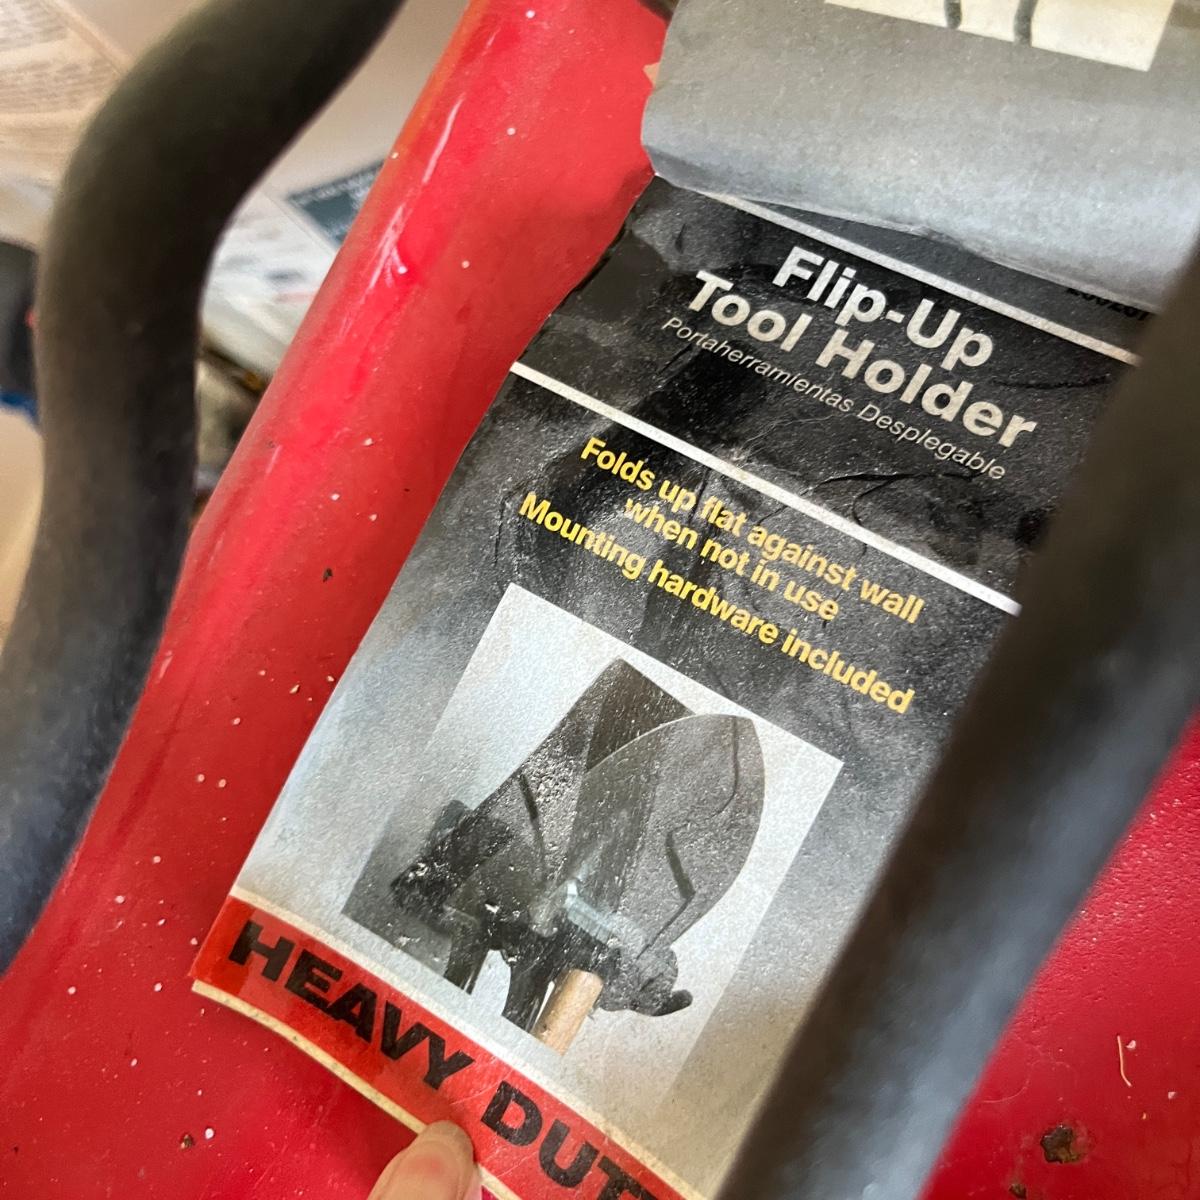 Flip-Up
Tool Holder
Portaherramientas Desplegable
Folds up flat against wall
when not in use
Mounting hardware included
HEAVY DUT